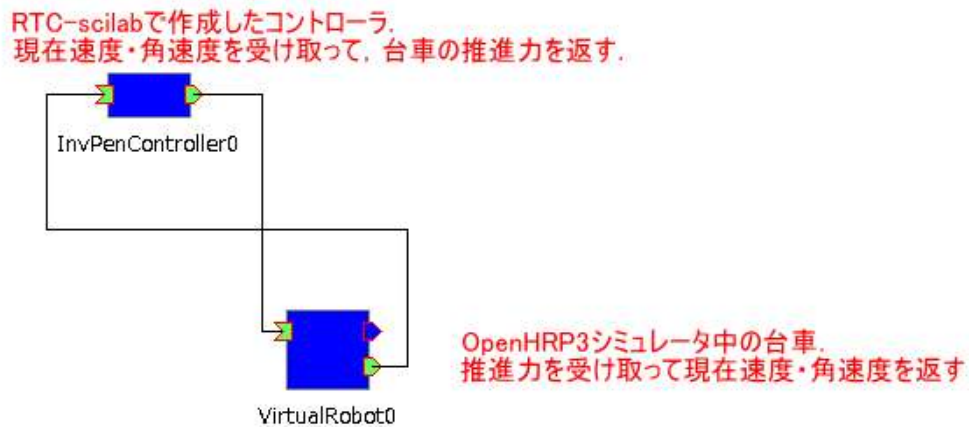 RTC-scilabで作成したコントローラ.
現在速度・角速度を受け取って, 台車の推進力を返す.
InvPenController0
OpenHRP3シミュレータ中の台車.
推進力を受け取って現在速度・角速度を返す
VirtualRobot0